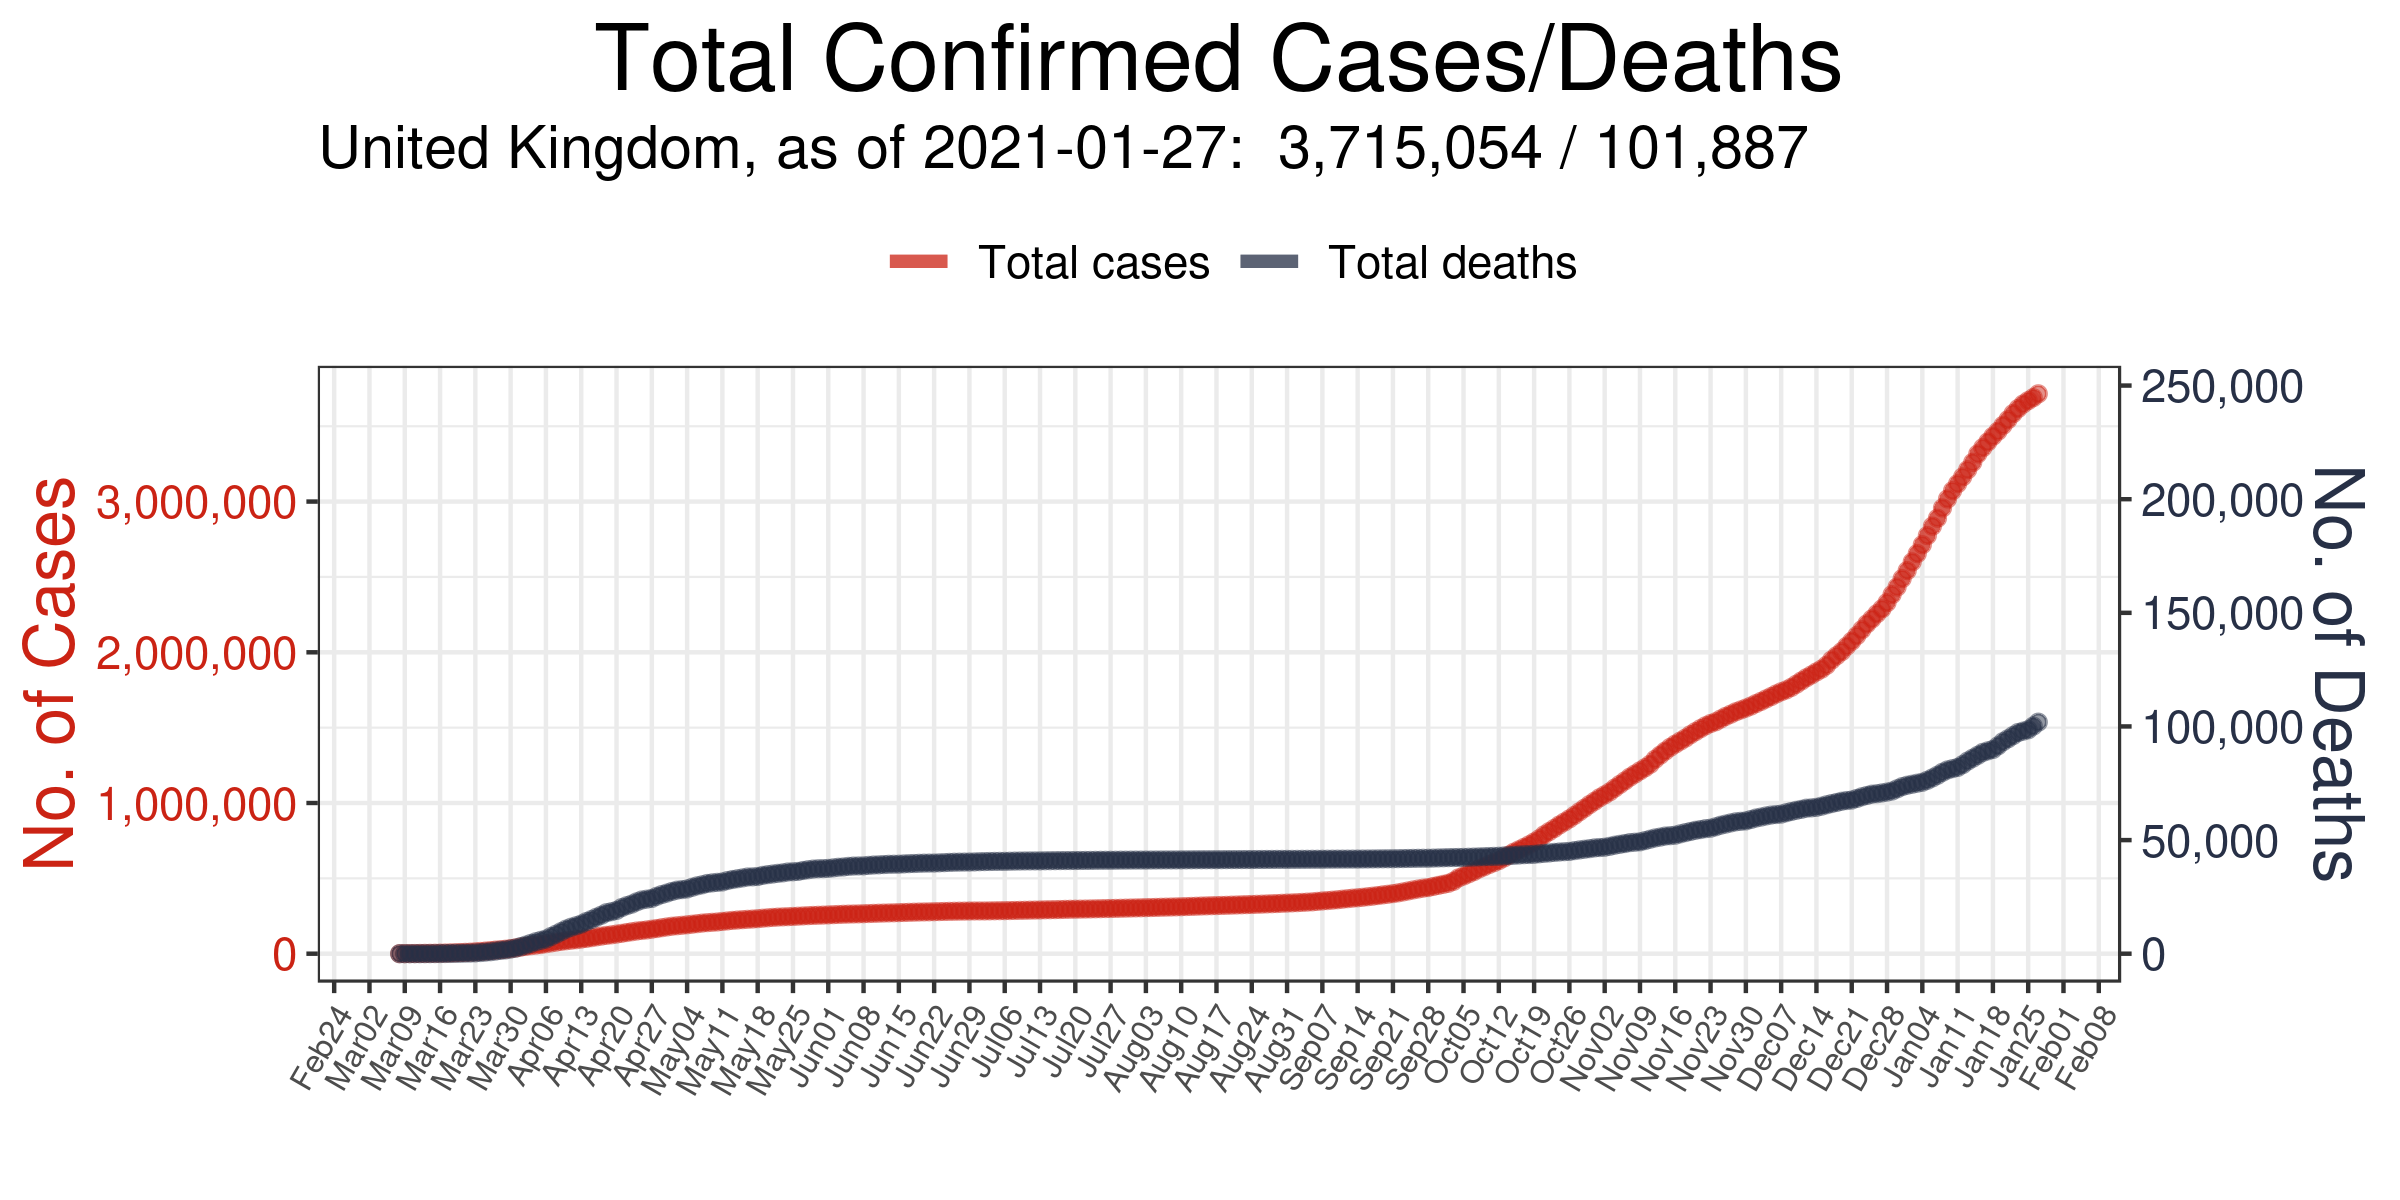 Total Confirmed Cases/Deaths
United Kingdom, as of 2021-01-27:  3,715,054 / 101,887
Total cases
Total deaths
No. of Cases
3,000,000
2,000,000
1,000,000
0
250,000
200,000
150,000
100,000
50,000
0
No. of Deaths
Feb24
Mar02
Mar09
Mar16
Mar23
Mar30
Apr06
Apr13
Apr20
Apr27
May04
May11
May18
May25
Jun01
Jun08
Jun15
Jun22
Jun29
Jul06
Jul13
Jul20
Jul27
Aug03
Aug10
Aug17
Aug24
Aug31
Sep07
Sep14
Sep21
Sep28
Oct05
Oct12
Oct19
Oct26
Nov02
Nov09
Nov16
Nov23
Nov30
Dec07
Dec14
Dec21
Dec28
Jan04
Jan11
Jan18
Jan25
Feb01
Feb08